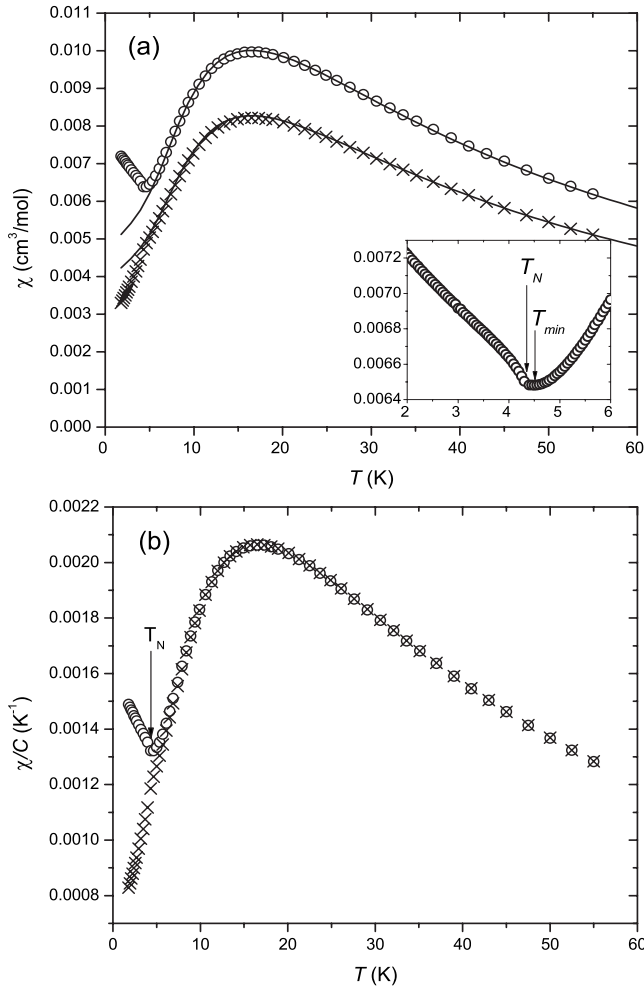 0.011
(a)
0.010
0.009
0.008
0.007
0.006
0.005
0.004
0.003
0.002
0.001
0.000
χ (cm³/mol)
0 10 20 30 40 50 60
T (K)
0.0072
0.0070
0.0068
0.0066
0.0064
T_N
T_min
2 3 4 5 6
0.0022
(b)
0.0020
0.0018
0.0016
0.0014
0.0012
0.0010
0.0008
χ/C (K⁻¹)
T_N
0 10 20 30 40 50 60
T (K)